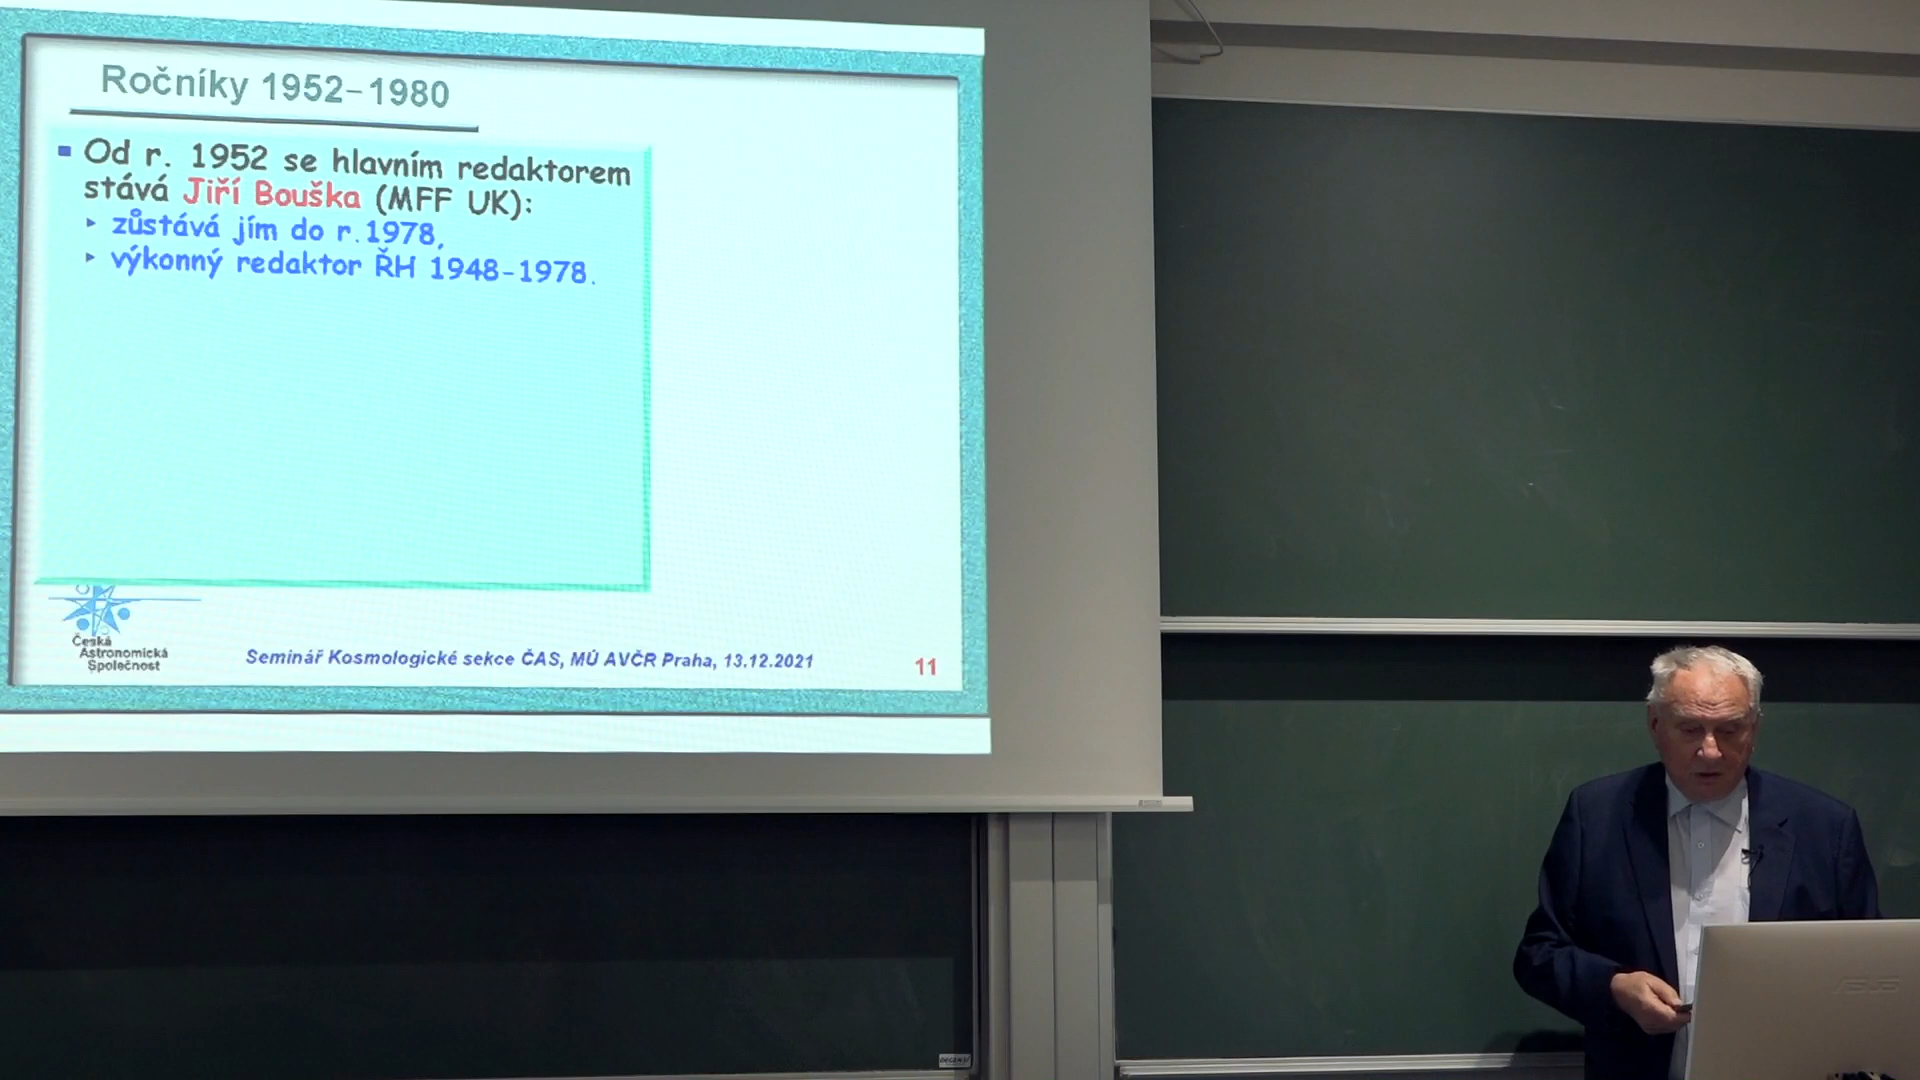 Ročníky 1952–1980
Od r. 1952 se hlavním redaktorem
stává Jiří Bouška (MFF UK):
zůstává jím do r.1978,
výkonný redaktor ŘH 1948-1978.
Česká
Astronomická
Společnost
Seminář Kosmologické sekce ČAS, MÚ AVČR Praha, 13.12.2021
11
ASUS